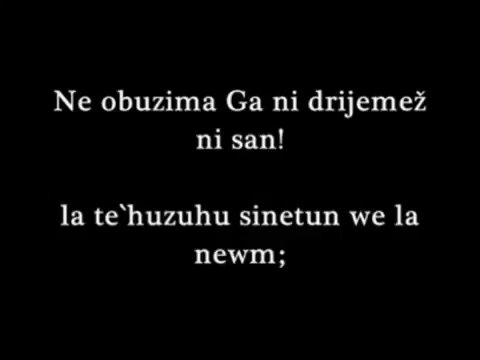 Ne obuzima Ga ni drijemež
ni san!
la te`huzuhu sinetun we la
newm;